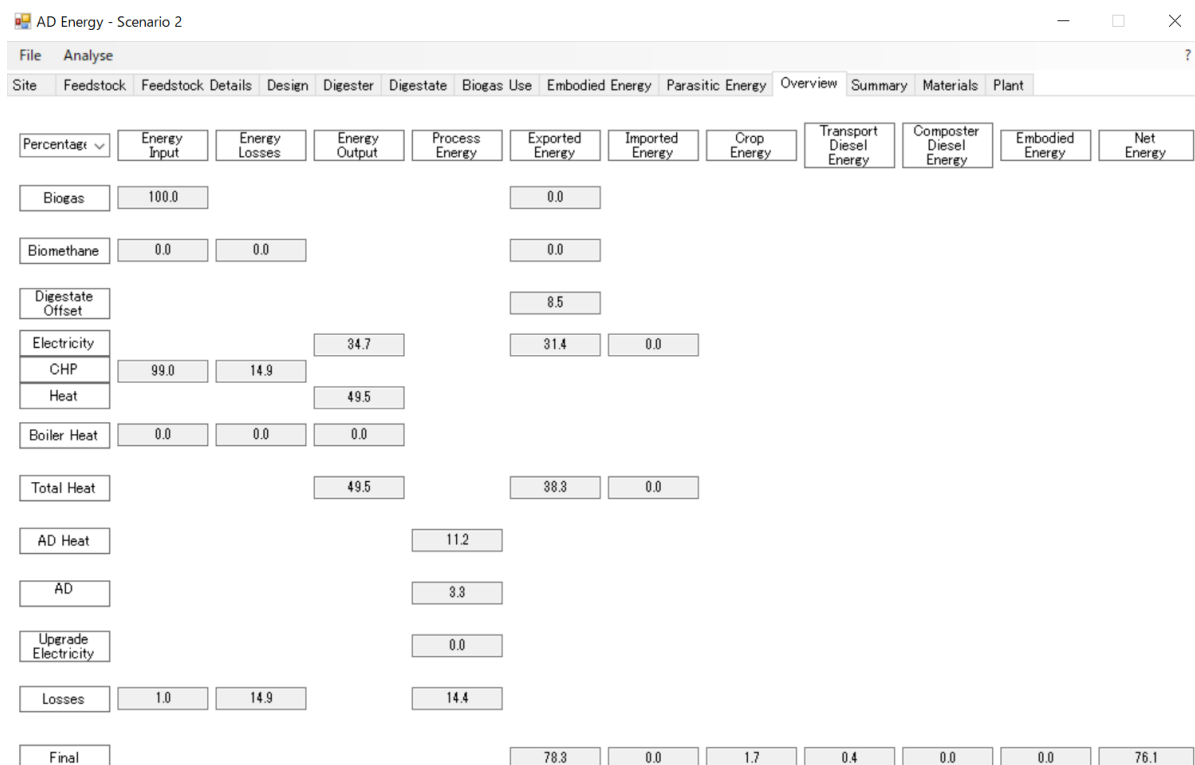 AD Energy - Scenario 2
File Analyse ?
Site Feedstock Feedstock Details Design Digester Digestate Biogas Use Embodied Energy Parasitic Energy Overview Summary Materials Plant
Percentage Energy Input Energy Losses Energy Output Process Energy Exported Energy Imported Energy Crop Energy Transport Diesel Energy Composter Diesel Energy Embodied Energy Net Energy
Biogas 100.0 0.0
Biomethane 0.0 0.0 0.0
Digestate Offset 8.5
Electricity 34.7 31.4 0.0
CHP 99.0 14.9
Heat 49.5
Boiler Heat 0.0 0.0 0.0
Total Heat 49.5 38.3 0.0
AD Heat 11.2
AD 3.3
Upgrade Electricity 0.0
Losses 1.0 14.9 14.4
Final 78.3 0.0 1.7 0.4 0.0 0.0 76.1